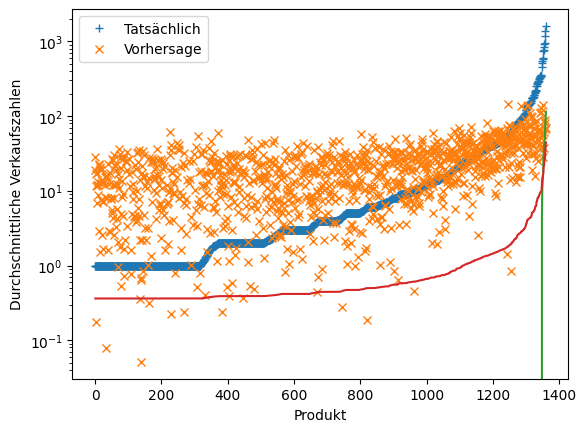 Tatsächlich
Vorhersage
Durchschnittliche Verkaufszahlen
10³
10²
10¹
10⁰
10⁻¹
0 200 400 600 800 1000 1200 1400
Produkt